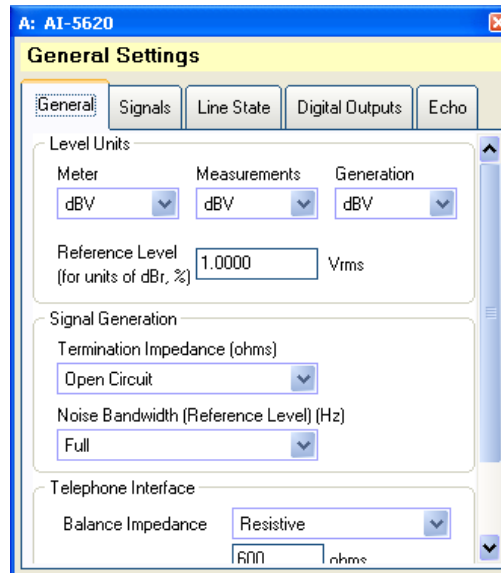 A: AI-5620
General Settings
General Signals Line State Digital Outputs Echo
Level Units
Meter Measurements Generation
dBV dBV dBV
Reference Level
(for units of dBr, %) 1.0000 Vrms
Signal Generation
Termination Impedance (ohms)
Open Circuit
Noise Bandwidth (Reference Level) (Hz)
Full
Telephone Interface
Balance Impedance Resistive
600 ohms